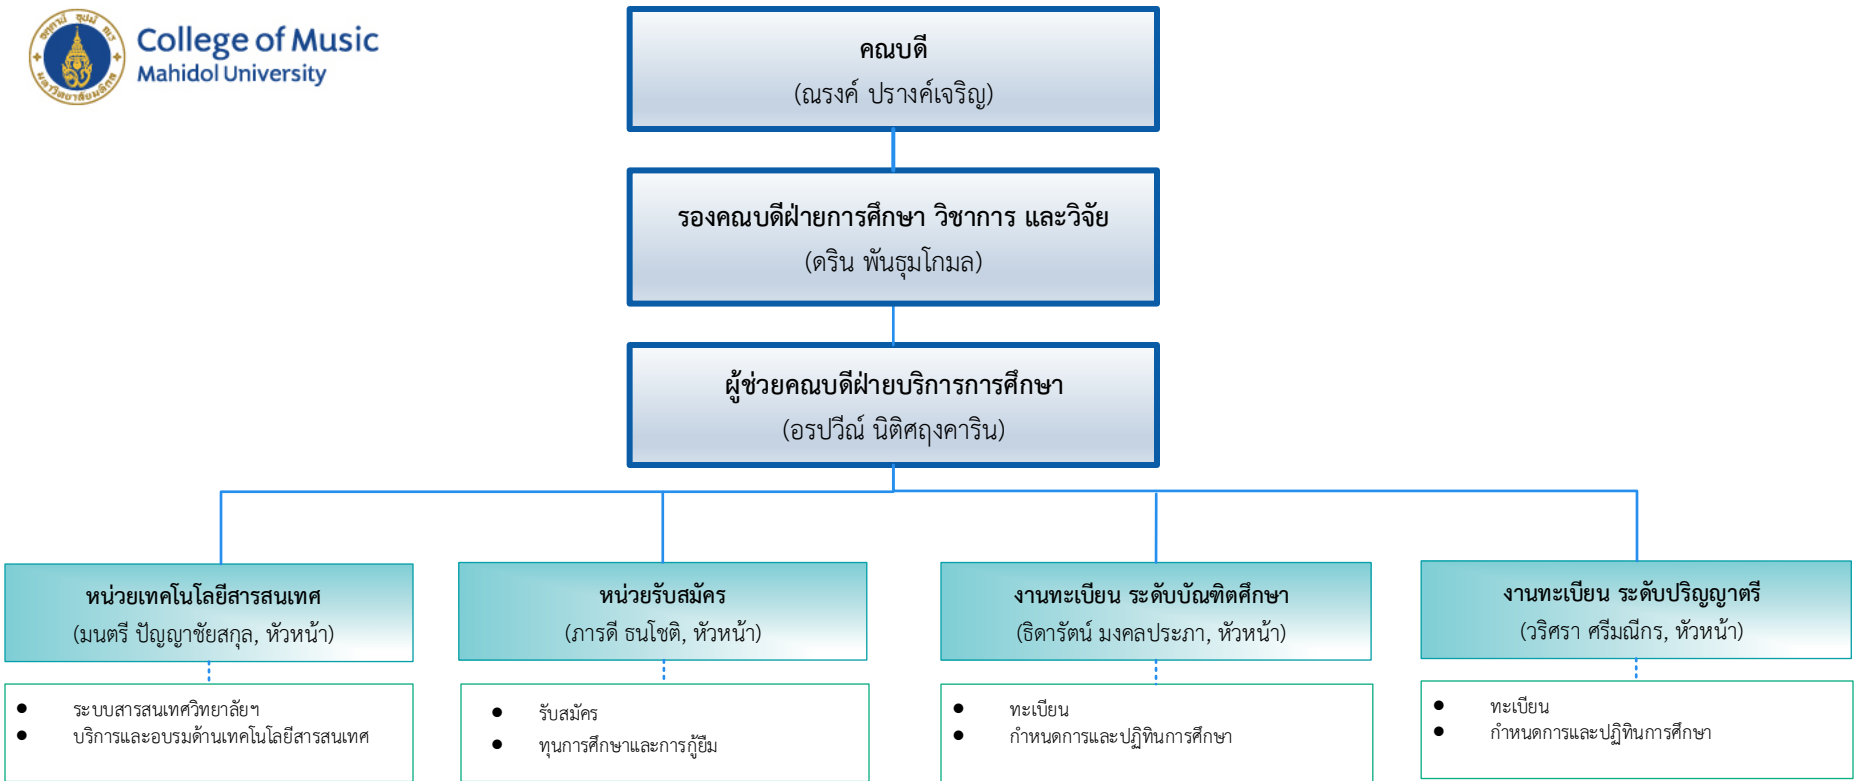 College of Music
Mahidol University
คณบดี
(ณรงค์ ปรางค์เจริญ)
รองคณบดีฝ่ายการศึกษา วิชาการ และวิจัย
(ดริน พันธุมโกมล)
ผู้ช่วยคณบดีฝ่ายบริการการศึกษา
(อรปวีณ์ นิติศฤงคาริน)
หน่วยเทคโนโลยีสารสนเทศ
(มนตรี ปัญญาชัยสกุล, หัวหน้า)
● ระบบสารสนเทศวิทยาลัยฯ
● บริการและอบรมด้านเทคโนโลยีสารสนเทศ
หน่วยรับสมัคร
(ภารดี ธนโชติ, หัวหน้า)
● รับสมัคร
● ทุนการศึกษาและการกู้ยืม
งานทะเบียน ระดับบัณฑิตศึกษา
(ธิดารัตน์ มงคลประภา, หัวหน้า)
● ทะเบียน
● กำหนดการและปฏิทินการศึกษา
งานทะเบียน ระดับปริญญาตรี
(วริศรา ศรีมณีกร, หัวหน้า)
● ทะเบียน
● กำหนดการและปฏิทินการศึกษา